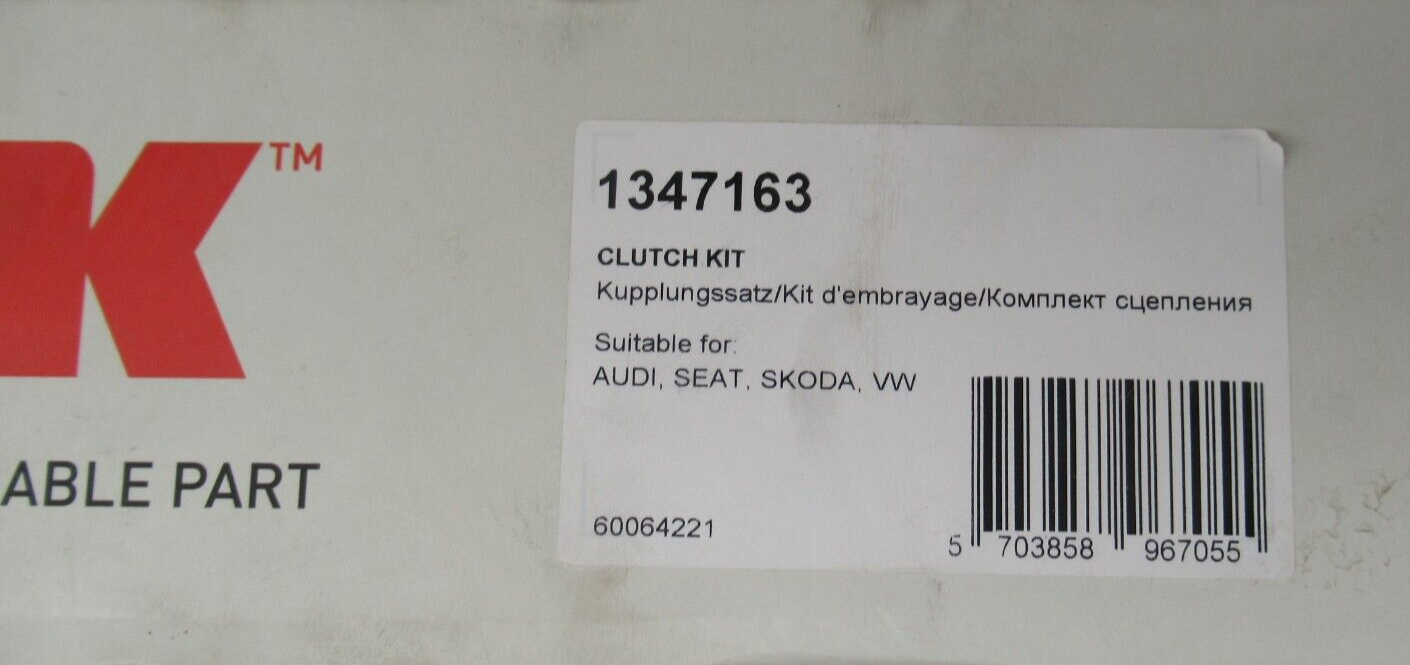 K™
ABLE PART
1347163
CLUTCH KIT
Kupplungssatz/Kit d'embrayage/Комплект сцепления
Suitable for:
AUDI, SEAT, SKODA, VW
60064221
5 703858 967055